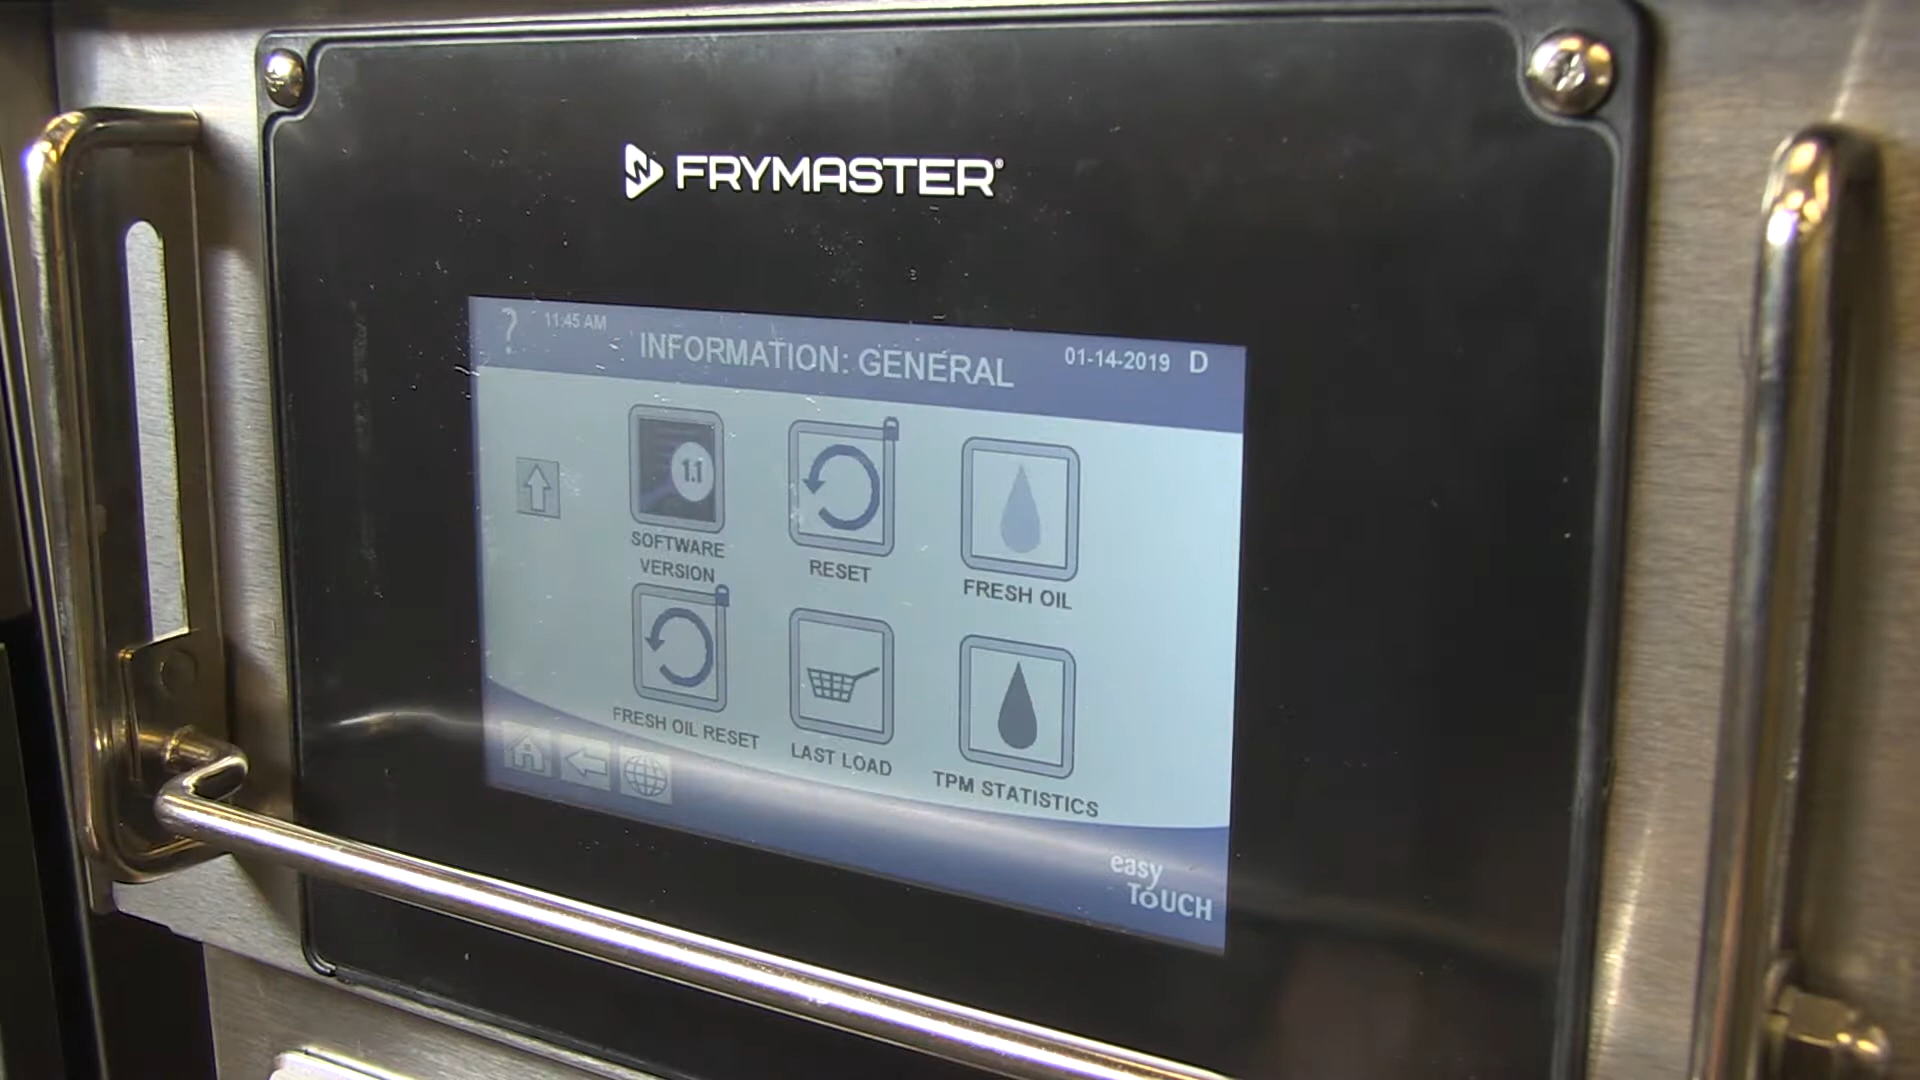 FRYMASTER®
?
11:45 AM
INFORMATION: GENERAL
01-14-2019 D
1.1
SOFTWARE
VERSION
RESET
FRESH OIL
FRESH OIL RESET
LAST LOAD
TPM STATISTICS
easy
TOUCH